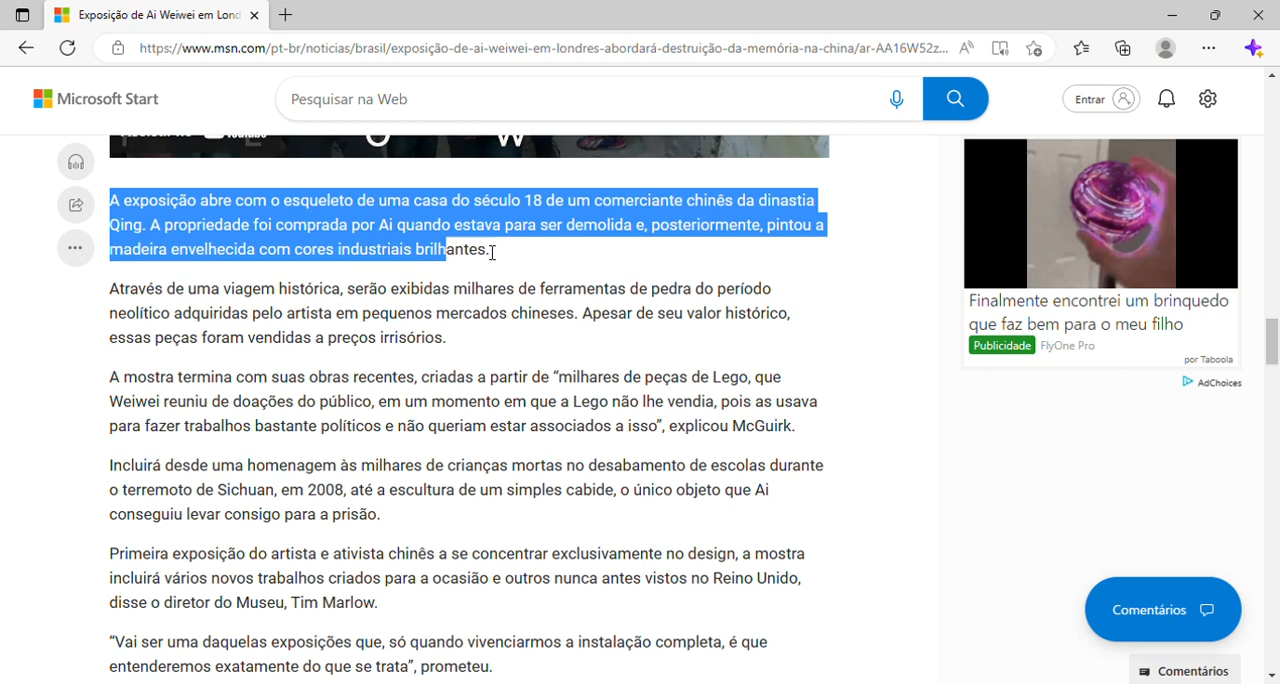 Exposição de Ai Weiwei em Lond
https://www.msn.com/pt-br/noticias/brasil/exposição-de-ai-weiwei-em-londres-abordará-destruição-da-memória-na-china/ar-AA16W52z...
Microsoft Start
Pesquisar na Web
Entrar
A exposição abre com o esqueleto de uma casa do século 18 de um comerciante chinês da dinastia
Qing. A propriedade foi comprada por Ai quando estava para ser demolida e, posteriormente, pintou a
madeira envelhecida com cores industriais brilhantes.
Através de uma viagem histórica, serão exibidas milhares de ferramentas de pedra do período
neolítico adquiridas pelo artista em pequenos mercados chineses. Apesar de seu valor histórico,
essas peças foram vendidas a preços irrisórios.
A mostra termina com suas obras recentes, criadas a partir de “milhares de peças de Lego, que
Weiwei reuniu de doações do público, em um momento em que a Lego não lhe vendia, pois as usava
para fazer trabalhos bastante políticos e não queriam estar associados a isso”, explicou McGuirk.
Incluirá desde uma homenagem às milhares de crianças mortas no desabamento de escolas durante
o terremoto de Sichuan, em 2008, até a escultura de um simples cabide, o único objeto que Ai
conseguiu levar consigo para a prisão.
Primeira exposição do artista e ativista chinês a se concentrar exclusivamente no design, a mostra
incluirá vários novos trabalhos criados para a ocasião e outros nunca antes vistos no Reino Unido,
disse o diretor do Museu, Tim Marlow.
“Vai ser uma daquelas exposições que, só quando vivenciarmos a instalação completa, é que
entenderemos exatamente do que se trata”, prometeu.
Finalmente encontrei um brinquedo
que faz bem para o meu filho
Publicidade FlyOne Pro
por Taboola
AdChoices
Comentários
Comentários